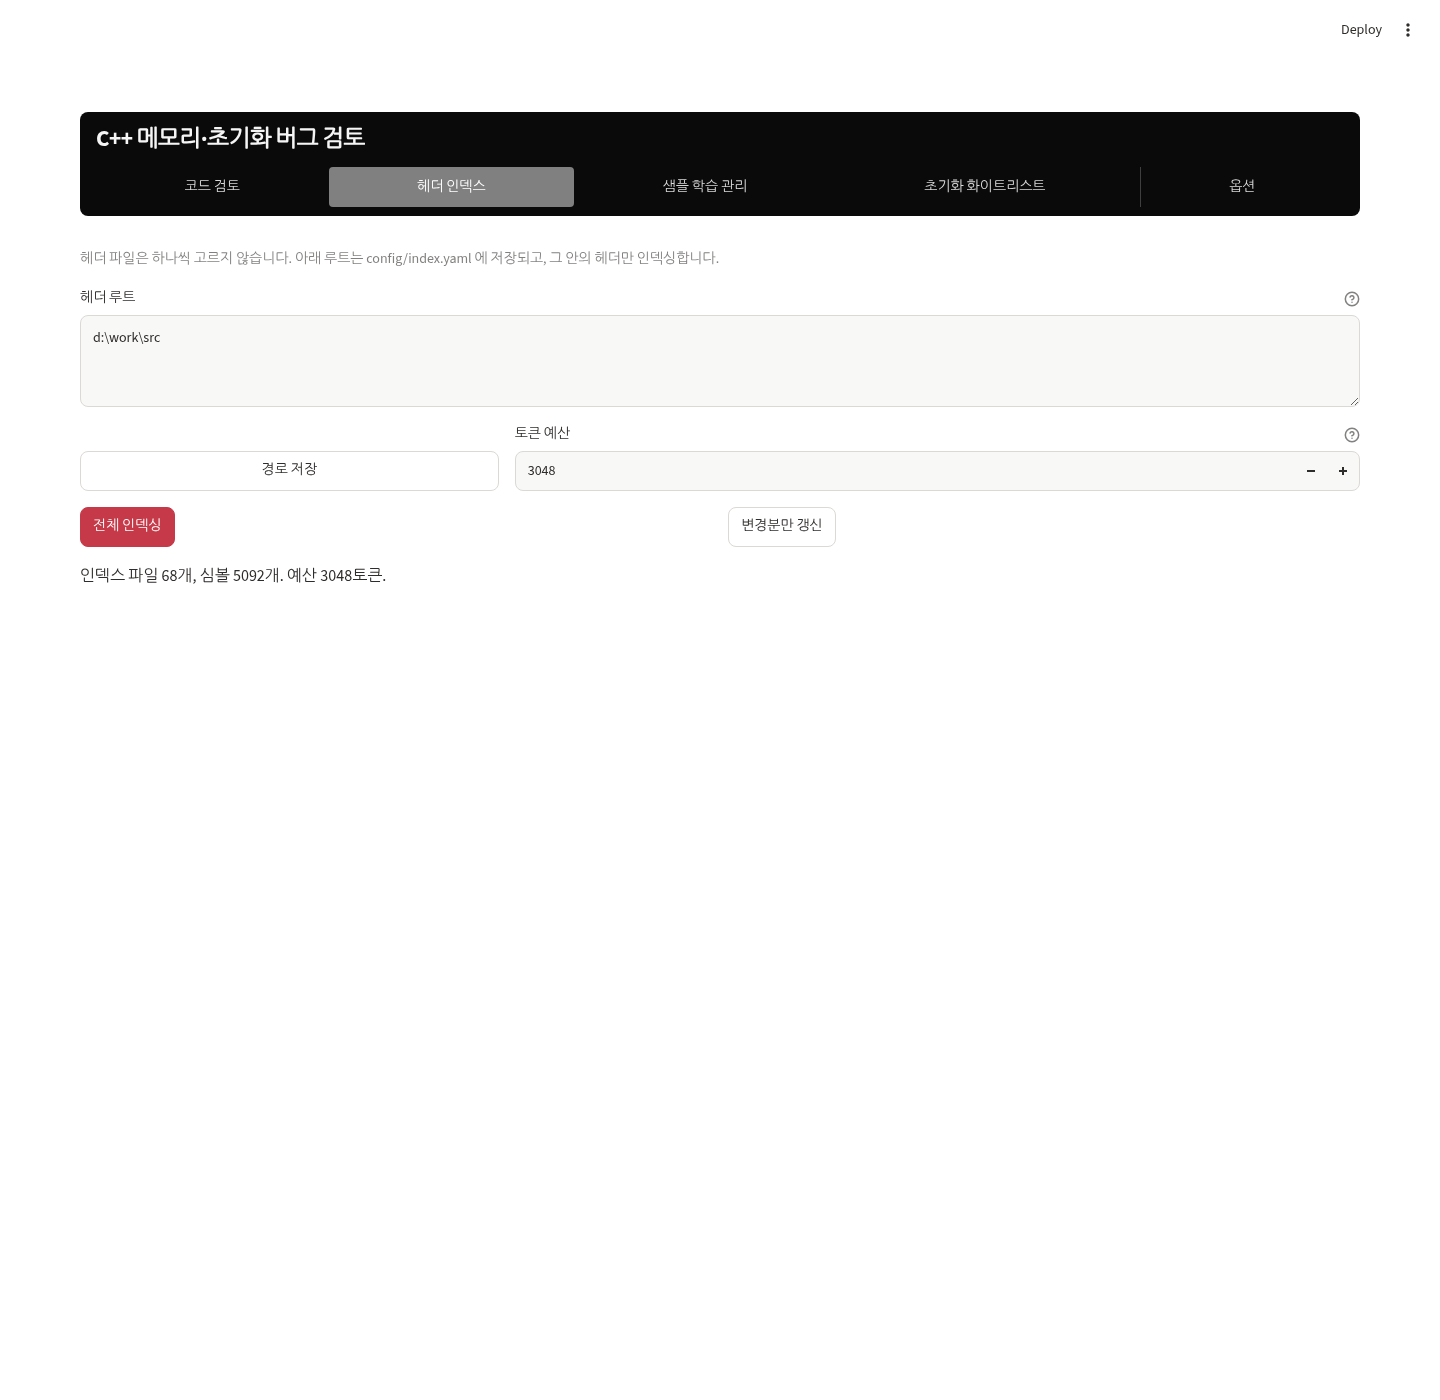 Deploy
C++ 메모리·초기화 버그 검토
코드 검토 헤더 인덱스 샘플 학습 관리 초기화 화이트리스트 옵션
헤더 파일은 하나씩 고르지 않습니다. 아래 루트는 config/index.yaml 에 저장되고, 그 안의 헤더만 인덱싱합니다.
헤더 루트
d:\work\src
토큰 예산
경로 저장 3048
전체 인덱싱 변경분만 갱신
인덱스 파일 68개, 심볼 5092개. 예산 3048토큰.